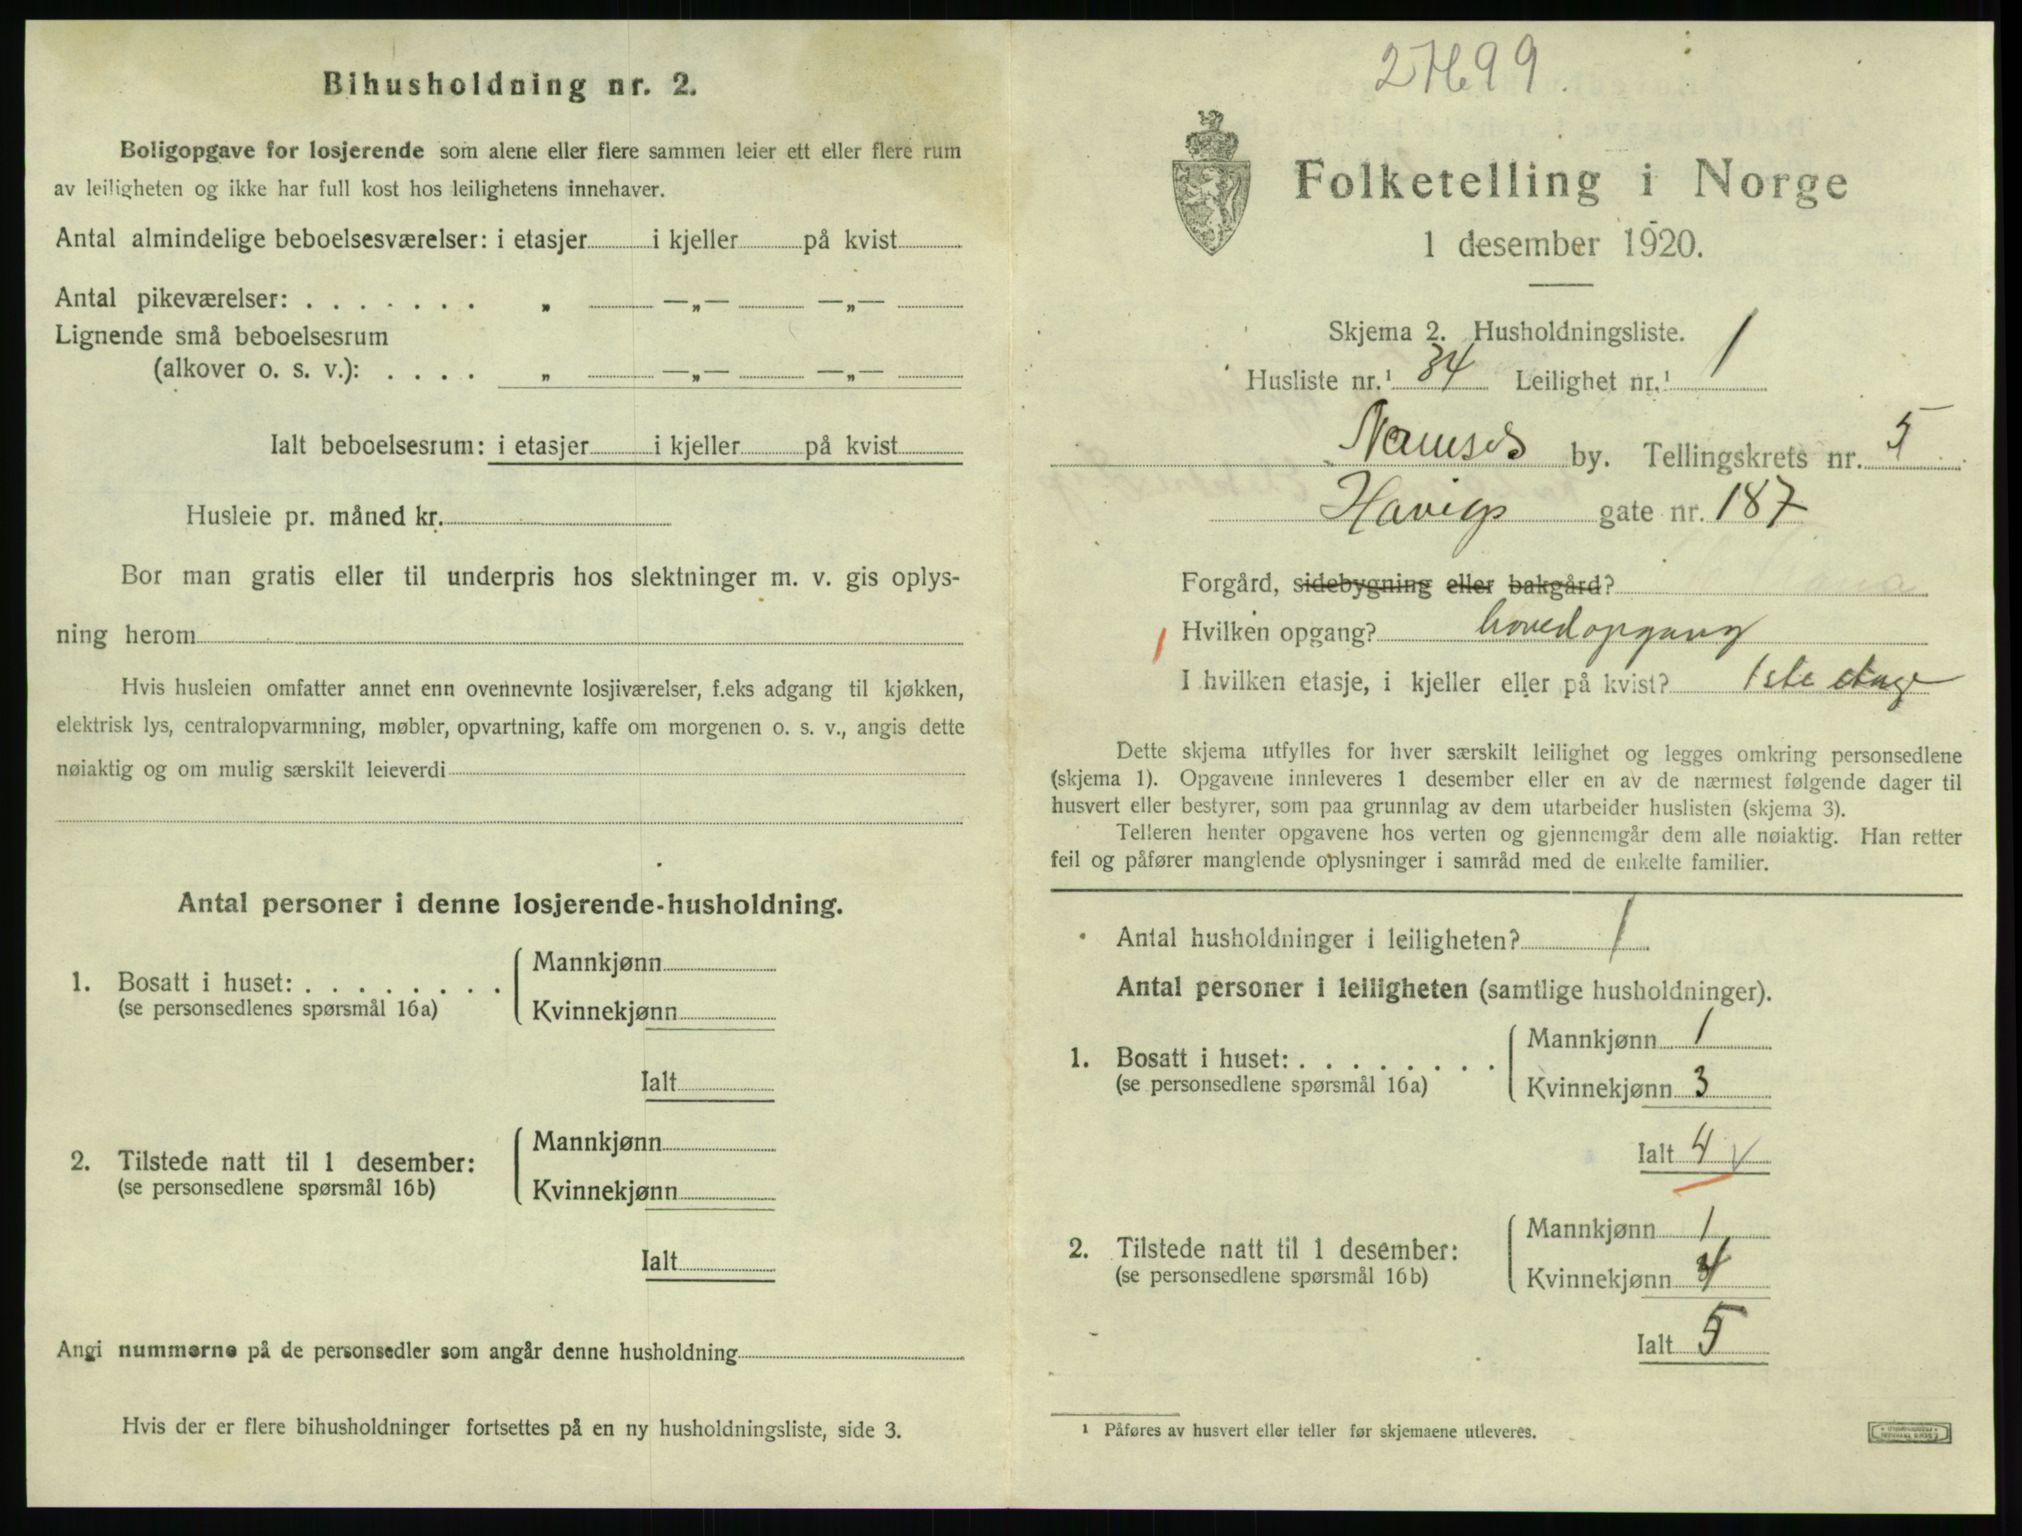 Bihusholdning nr. 2.
Boligopgave for losjerende som alene eller flere sammen leier ett eller flere rum
av leiligheten og ikke har full kost hos leilighetens innehaver.
Antal almindelige beboelsesværelser: i etasjer i kjeller på kvist
Antal pikeværelser: . . . . . . . „ —„— —„—
Lignende små beboelsesrum
(alkover o. s. v.): . . . . „ —„— —„—
Ialt beboelsesrum: i etasjer i kjeller på kvist
Husleie pr. måned kr.
Bor man gratis eller til underpris hos slektninger m. v. gis oplys-
ning herom
Hvis husleien omfatter annet enn ovennevnte losjiværelser, f.eks adgang til kjøkken,
elektrisk lys, centralopvarmning, møbler, opvartning, kaffe om morgenen o. s. v., angis dette
nøiaktig og om mulig særskilt leieverdi
Antal personer i denne losjerende-husholdning.
1. Bosatt i huset: . . . . . . . . Mannkjønn
(se personsedlenes spørsmål 16a) Kvinnekjønn
Ialt
2. Tilstede natt til 1 desember: Mannkjønn
(se personsedlene spørsmål 16b) Kvinnekjønn
Ialt
Angi nummerne på de personsedler som angår denne husholdning
Hvis der er flere bihusholdninger fortsettes på en ny husholdningsliste, side 3.
Folketelling i Norge
1 desember 1920.
Skjema 2. Husholdningsliste.
Husliste nr.¹ 34 Leilighet nr.¹ 1
Namsos by. Tellingskrets nr. 5
Havigs gate nr. 187
Forgård, sidebygning eller bakgård?
Hvilken opgang? hovedopgang
I hvilken etasje, i kjeller eller på kvist? 1ste etage
Dette skjema utfylles for hver særskilt leilighet og legges omkring personsedlene
(skjema 1). Opgavene innleveres 1 desember eller en av de nærmest følgende dager til
husvert eller bestyrer, som paa grunnlag av dem utarbeider huslisten (skjema 3).
Telleren henter opgavene hos verten og gjennemgår dem alle nøiaktig. Han retter
feil og påfører manglende oplysninger i samråd med de enkelte familier.
Antal husholdninger i leiligheten? 1
Antal personer i leiligheten (samtlige husholdninger).
1. Bosatt i huset: . . . . . . . . Mannkjønn 1
(se personsedlene spørsmål 16a) Kvinnekjønn 3
Ialt 4
2. Tilstede natt til 1 desember: Mannkjønn 1
(se personsedlene spørsmål 16b) Kvinnekjønn 4
Ialt 5
¹ Påføres av husvert eller teller før skjemaene utleveres.